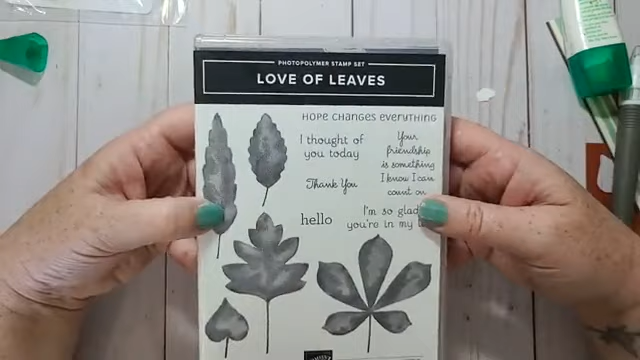 PHOTOPOLYMER STAMP SET
LOVE OF LEAVES
HOPE CHANGES EVERYTHING
I thought of
you today
Your
friendship
is something
I know I can
count on
Thank You
hello
I'm so glad
you're in my